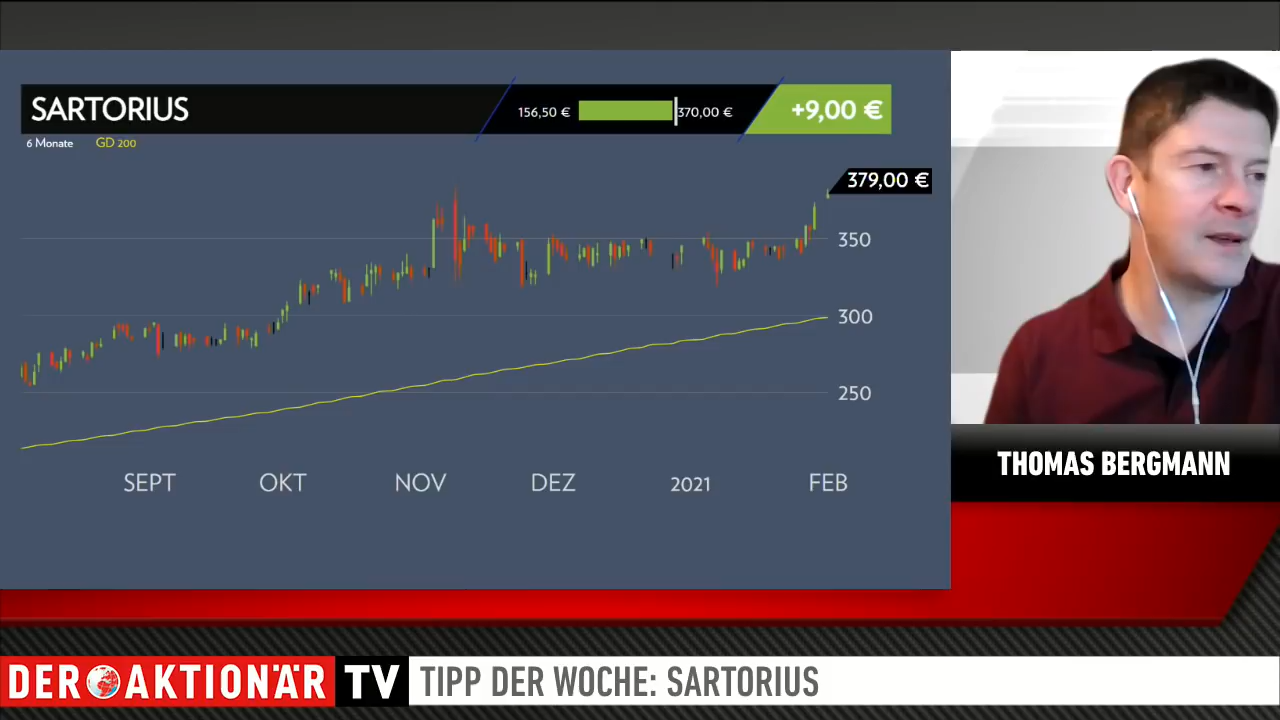 SARTORIUS
156,50 €
370,00 €
+9,00 €
6 Monate
GD 200
379,00 €
350
300
250
SEPT OKT NOV DEZ 2021 FEB
THOMAS BERGMANN
DER AKTIONÄR TV
TIPP DER WOCHE: SARTORIUS